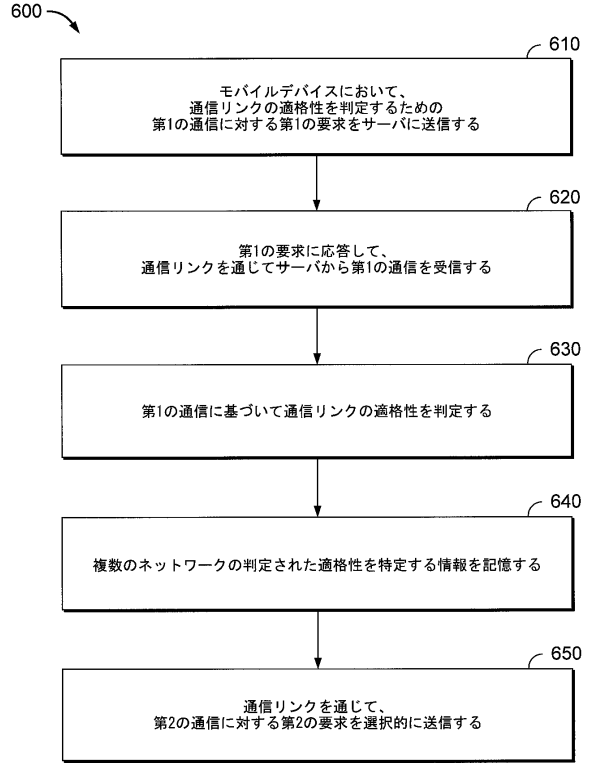 600
610
モバイルデバイスにおいて、
通信リンクの適格性を判定するための
第1の通信に対する第1の要求をサーバに送信する
620
第1の要求に応答して、
通信リンクを通じてサーバから第1の通信を受信する
630
第1の通信に基づいて通信リンクの適格性を判定する
640
複数のネットワークの判定された適格性を特定する情報を記憶する
650
通信リンクを通じて、
第2の通信に対する第2の要求を選択的に送信する